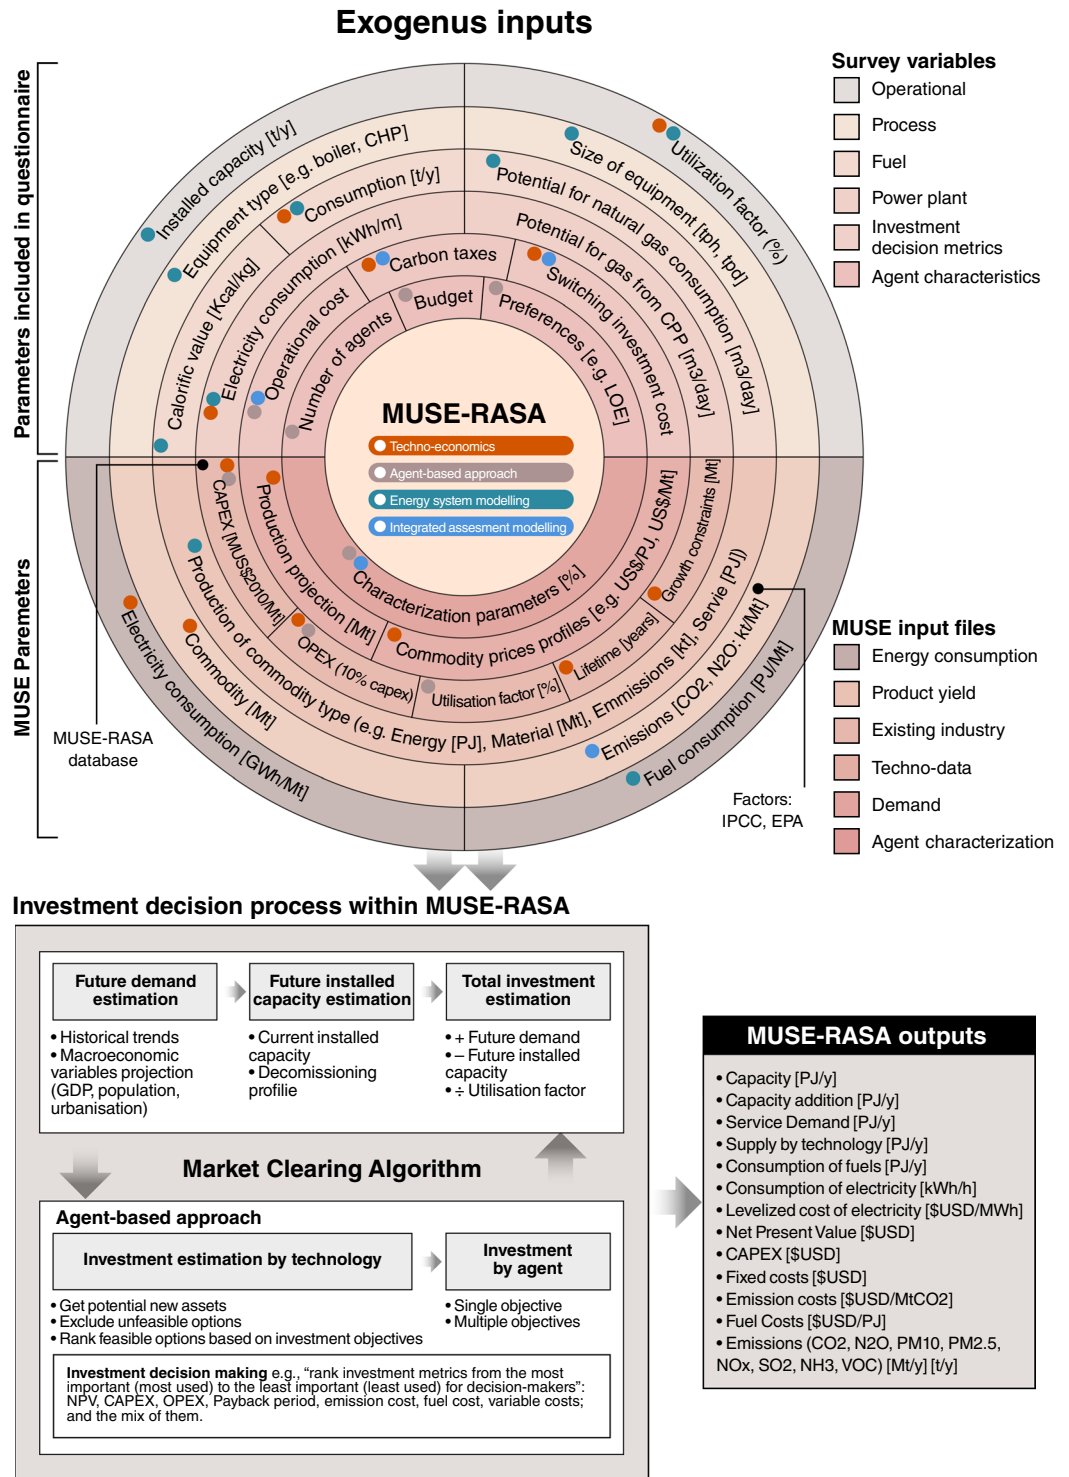 Exogenus inputs
Parameters included in questionnaire
MUSE Paremeters
Survey variables
Operational
Process
Fuel
Power plant
Investment
decision metrics
Agent characteristics
Installed capacity [t/y]
Utilization factor (%)
Equipment type [e.g. boiler, CHP]
Size of equipment [tph, tpd]
Calorific value [Kcal/kg]
Consumption [t/y]
Potential for natural gas consumption [m3/day]
Electricity consumption [kWh/m]
Potential for gas from CPP [m3/day]
Operational cost
Carbon taxes
Switching investment cost
Number of agents
Budget
Preferences [e.g. LOE]
MUSE-RASA
Techno-economics
Agent-based approach
Energy system modelling
Integrated assesment modelling
Characterization parameters [%]
Production projection [Mt]
Commodity prices profiles [e.g. US$/PJ, US$/Mt]
CAPEX [MUS$2010/Mt]
OPEX (10% capex)
Utilisation factor [%]
Lifetime [years]
Growth constraints [Mt]
Production of commodity type (e.g. Energy [PJ], Material [Mt], Emmissions [kt], Servie [PJ])
Commodity [Mt]
Emissions [CO2, N2O: kt/Mt]
Electricity consumption [GWh/Mt]
Fuel consumption [PJ/Mt]
MUSE-RASA
database
Factors:
IPCC, EPA
MUSE input files
Energy consumption
Product yield
Existing industry
Techno-data
Demand
Agent characterization
Investment decision process within MUSE-RASA
Future demand
estimation
• Historical trends
• Macroeconomic
variables projection
(GDP, population,
urbanisation)
Future installed
capacity estimation
• Current installed
capacity
• Decomissioning
profilie
Total investment
estimation
• + Future demand
• – Future installed
capacity
• ÷ Utilisation factor
Market Clearing Algorithm
Agent-based approach
Investment estimation by technology
• Get potential new assets
• Exclude unfeasible options
• Rank feasible options based on investment objectives
Investment
by agent
• Single objective
• Multiple objectives
Investment decision making e.g., “rank investment metrics from the most
important (most used) to the least important (least used) for decision-makers”:
NPV, CAPEX, OPEX, Payback period, emission cost, fuel cost, variable costs;
and the mix of them.
MUSE-RASA outputs
• Capacity [PJ/y]
• Capacity addition [PJ/y]
• Service Demand [PJ/y]
• Supply by technology [PJ/y]
• Consumption of fuels [PJ/y]
• Consumption of electricity [kWh/h]
• Levelized cost of electricity [$USD/MWh]
• Net Present Value [$USD]
• CAPEX [$USD]
• Fixed costs [$USD]
• Emission costs [$USD/MtCO2]
• Fuel Costs [$USD/PJ]
• Emissions (CO2, N2O, PM10, PM2.5,
NOx, SO2, NH3, VOC) [Mt/y] [t/y]